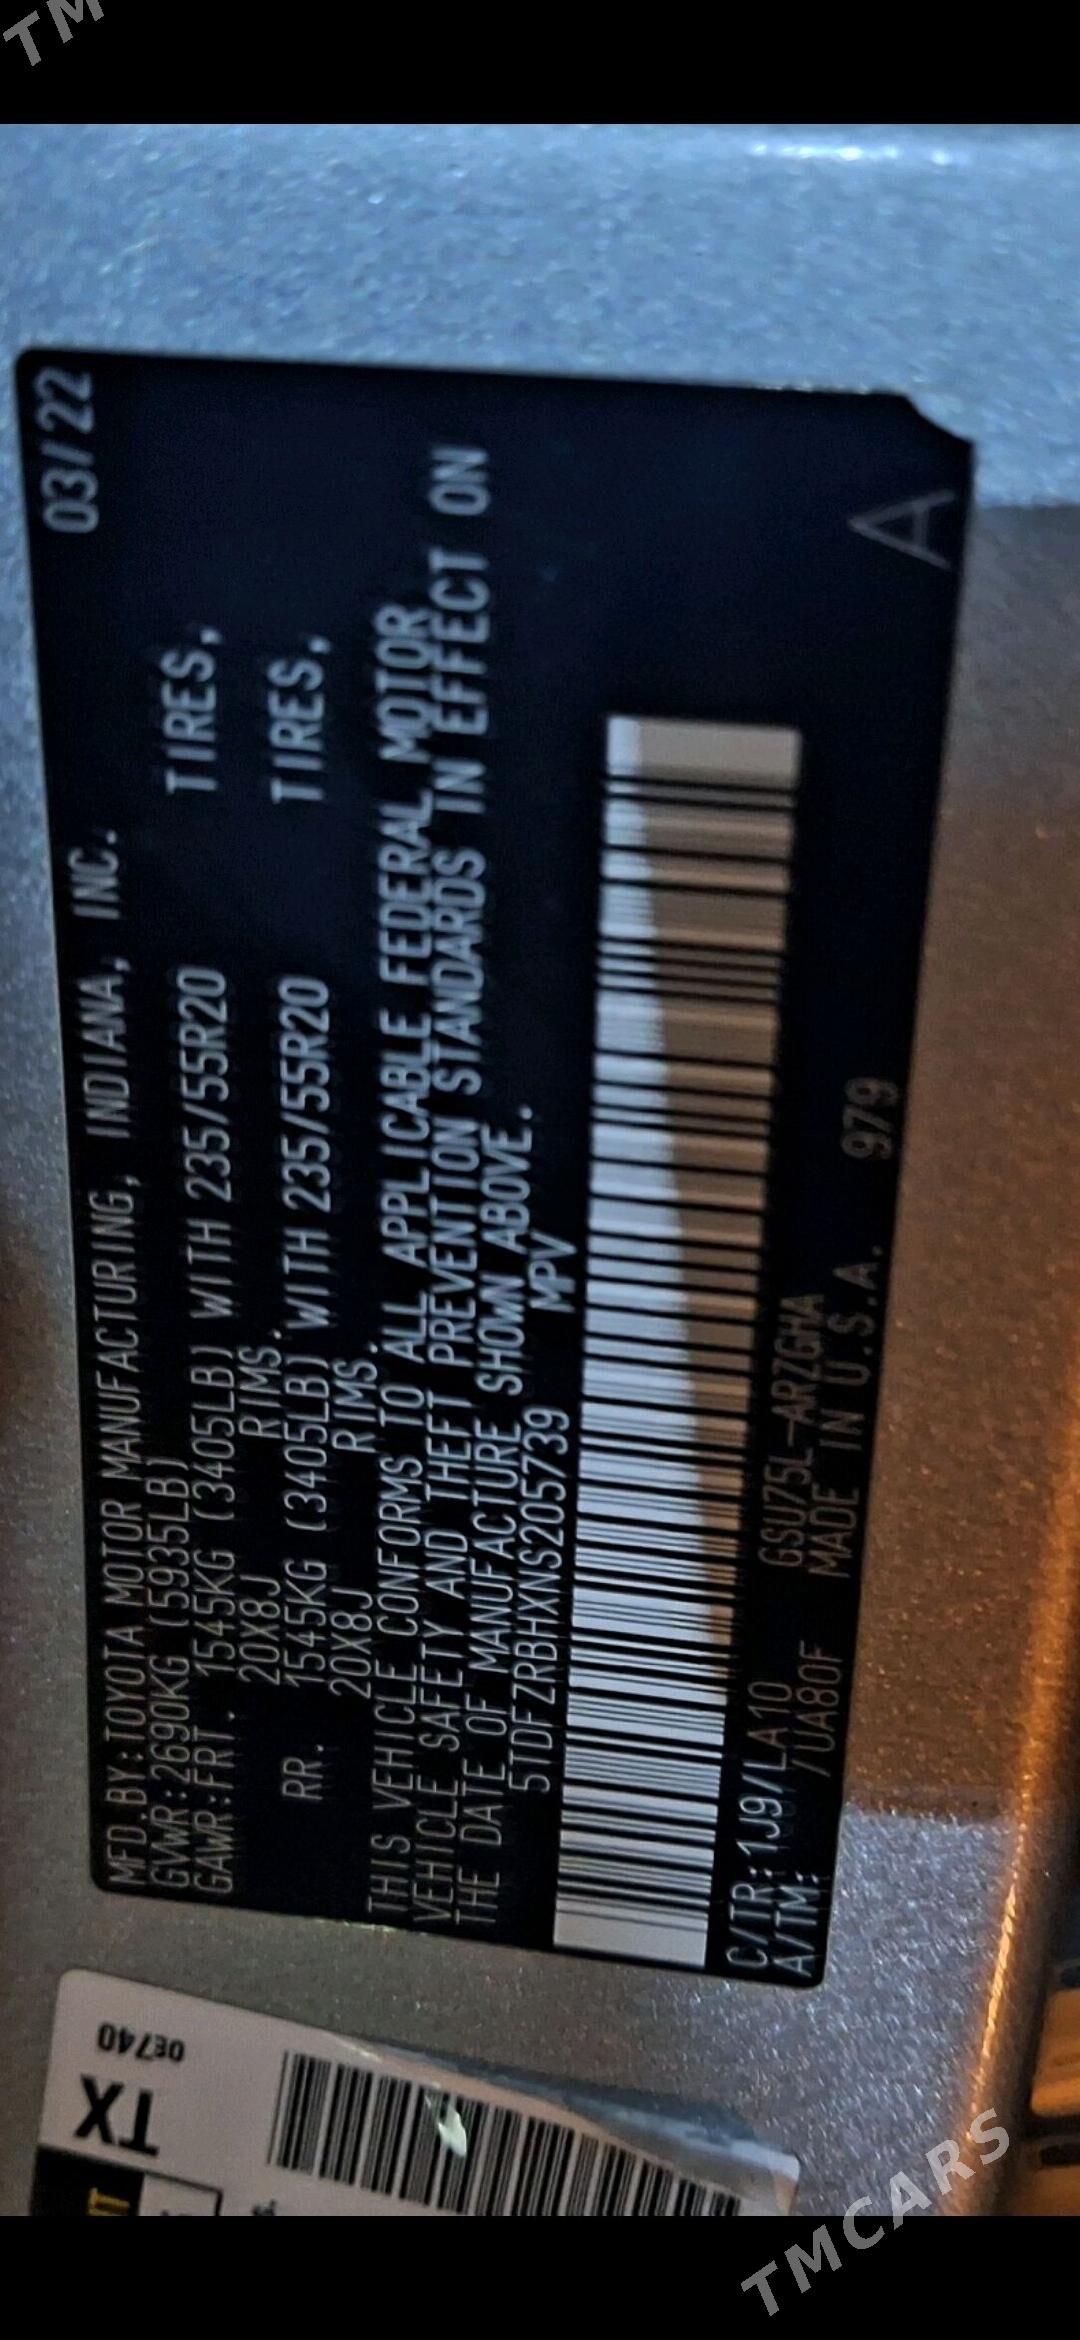 MFD.BY:TOYOTA MOTOR MANUFACTURING, INDIANA, INC. 03/22
GVWR:2690KG (5935LB)
GAWR:FRT. 1545KG (3405LB) WITH 235/55R20 TIRES,
20X8J RIMS.
RR. 1545KG (3405LB) WITH 235/55R20 TIRES,
20X8J RIMS.
THIS VEHICLE CONFORMS TO ALL APPLICABLE FEDERAL MOTOR
VEHICLE SAFETY AND THEFT PREVENTION STANDARDS IN EFFECT ON
THE DATE OF MANUFACTURE SHOWN ABOVE.
5TDFZRBHXNS205739 MPV
C/TR:1J9/LA10 GSU75L-ARZGHA
A/TM: /UA80F MADE IN U.S.A. 979
A
0E740
TX
TMCARS